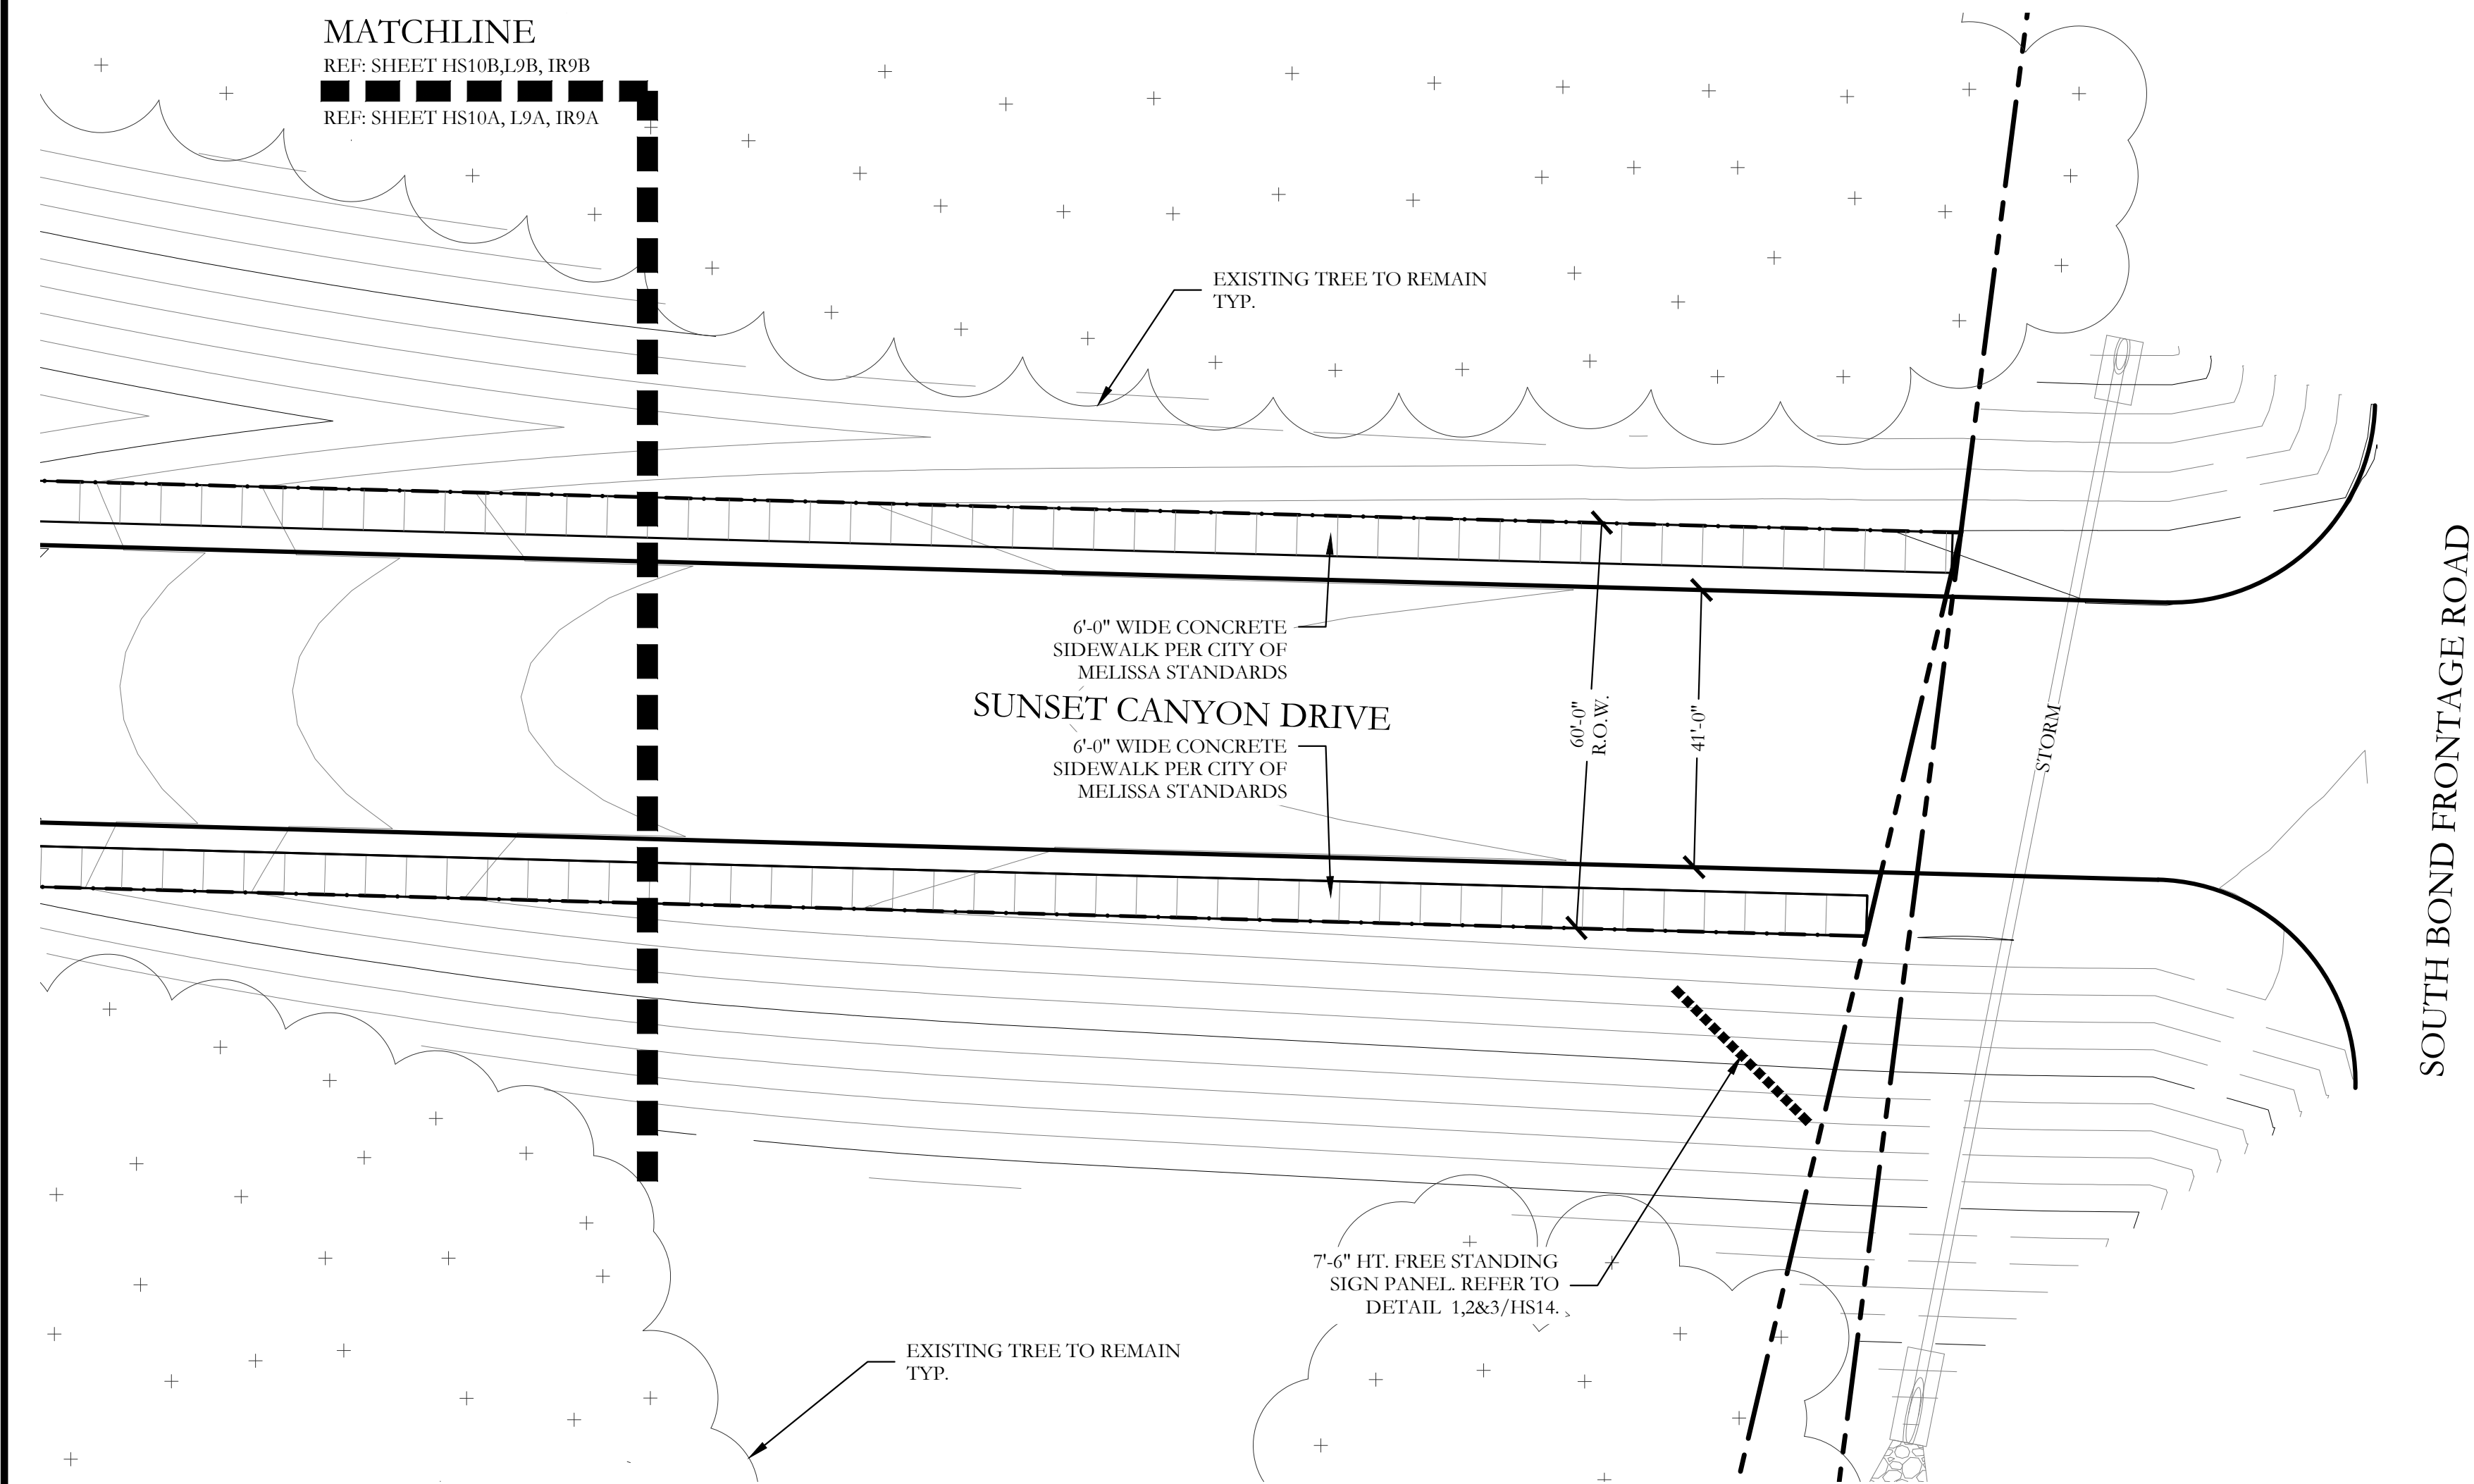 MATCHLINE
REF: SHEET HS10B,L9B, IR9B
REF: SHEET HS10A, L9A, IR9A
EXISTING TREE TO REMAIN
TYP.
6'-0" WIDE CONCRETE
SIDEWALK PER CITY OF
MELISSA STANDARDS
SUNSET CANYON DRIVE
6'-0" WIDE CONCRETE
SIDEWALK PER CITY OF
MELISSA STANDARDS
60'-0"
R.O.W.
41'-0"
STORM
SOUTH BOND FRONTAGE ROAD
7'-6" HT. FREE STANDING
SIGN PANEL. REFER TO
DETAIL 1,2&3/HS14.
EXISTING TREE TO REMAIN
TYP.